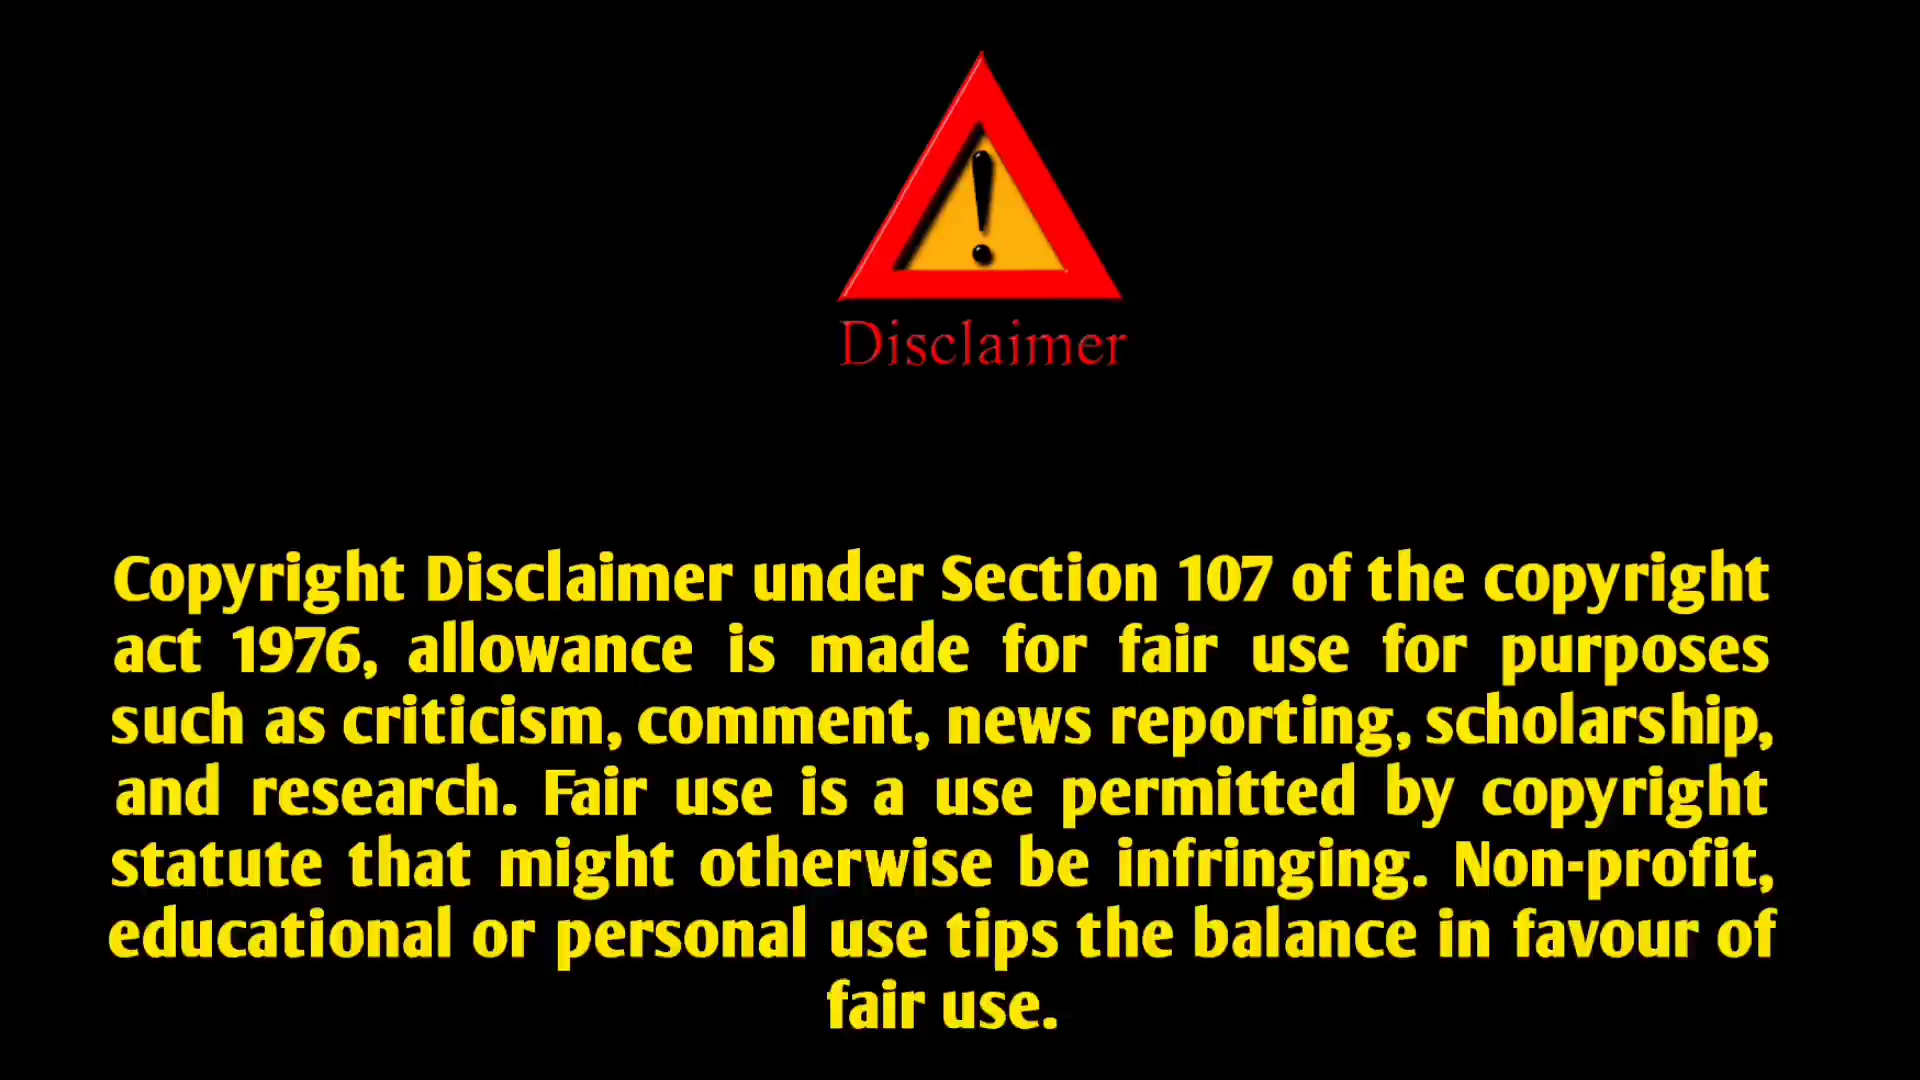 Disclaimer
Copyright Disclaimer under Section 107 of the copyright
act 1976, allowance is made for fair use for purposes
such as criticism, comment, news reporting, scholarship,
and research. Fair use is a use permitted by copyright
statute that might otherwise be infringing. Non-profit,
educational or personal use tips the balance in favour of
fair use.